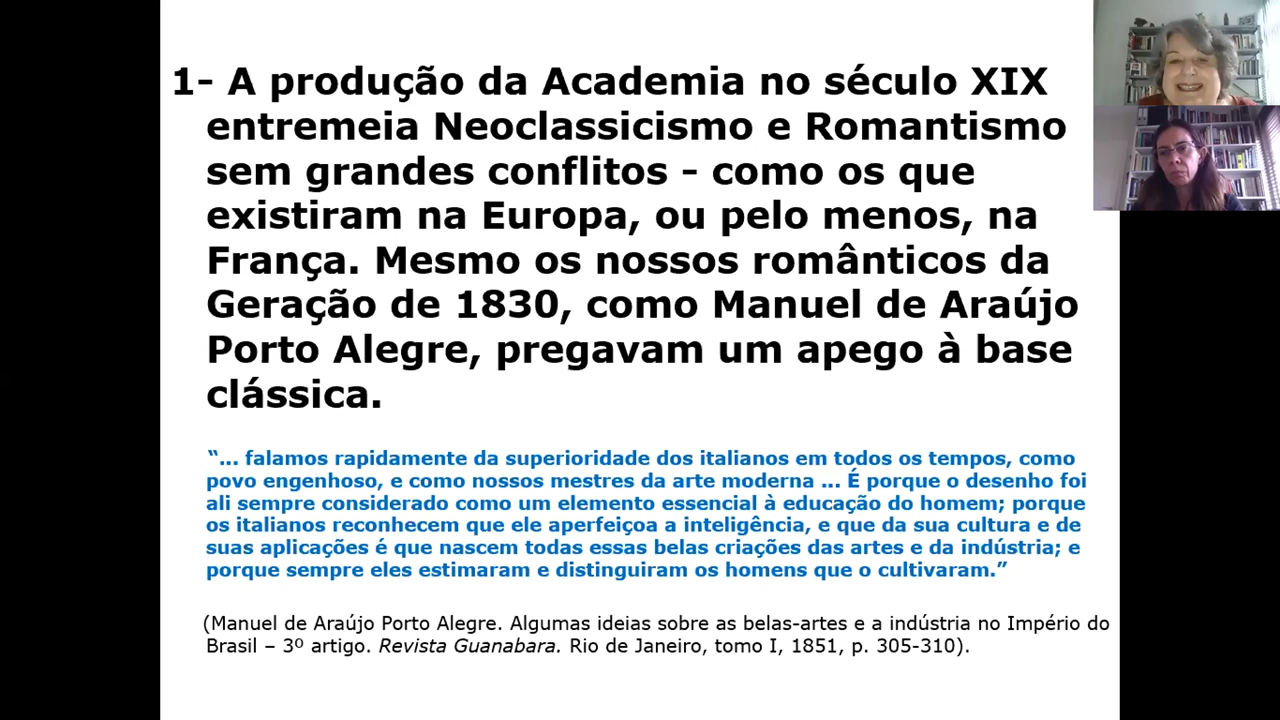 1- A produção da Academia no século XIX
entremeia Neoclassicismo e Romantismo
sem grandes conflitos - como os que
existiram na Europa, ou pelo menos, na
França. Mesmo os nossos românticos da
Geração de 1830, como Manuel de Araújo
Porto Alegre, pregavam um apego à base
clássica.
“... falamos rapidamente da superioridade dos italianos em todos os tempos, como
povo engenhoso, e como nossos mestres da arte moderna ... É porque o desenho foi
ali sempre considerado como um elemento essencial à educação do homem; porque
os italianos reconhecem que ele aperfeiçoa a inteligência, e que da sua cultura e de
suas aplicações é que nascem todas essas belas criações das artes e da indústria; e
porque sempre eles estimaram e distinguiram os homens que o cultivaram.”
(Manuel de Araújo Porto Alegre. Algumas ideias sobre as belas-artes e a indústria no Império do
Brasil – 3º artigo. Revista Guanabara. Rio de Janeiro, tomo I, 1851, p. 305-310).